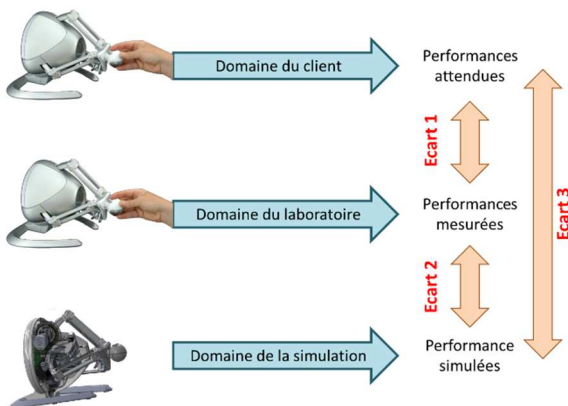 Domaine du client
Performances
attendues
Ecart 1
Ecart 3
Domaine du laboratoire
Performances
mesurées
Ecart 2
Domaine de la simulation
Performance
simulées